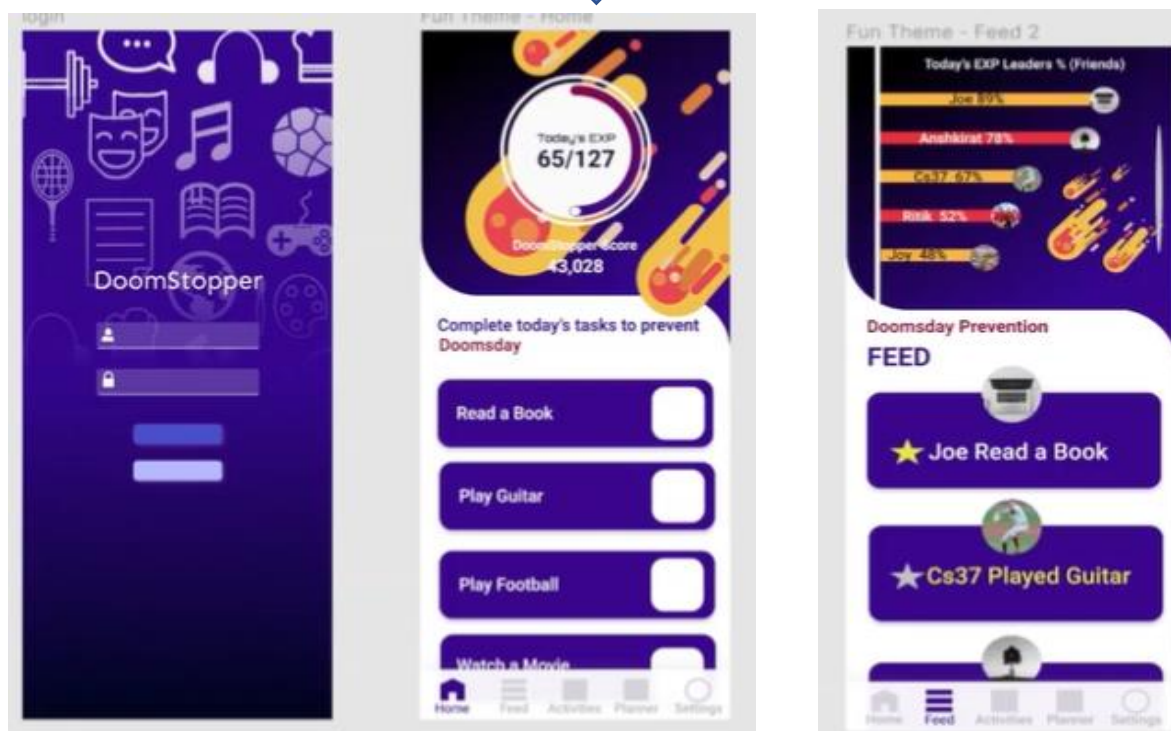 login
DoomStopper
Fun Theme - Home
Today's EXP
65/127
DoomStopper Score
43,028
Complete today's tasks to prevent
Doomsday
Read a Book
Play Guitar
Play Football
Watch a Movie
Home Feed Activities Planner Settings
Fun Theme - Feed 2
Today's EXP Leaders % (Friends)
Joe 89%
Anshkirat 78%
Cs37 67%
Ritik 52%
Joy 48%
Doomsday Prevention
FEED
Joe Read a Book
Cs37 Played Guitar
Home Feed Activities Planner Settings